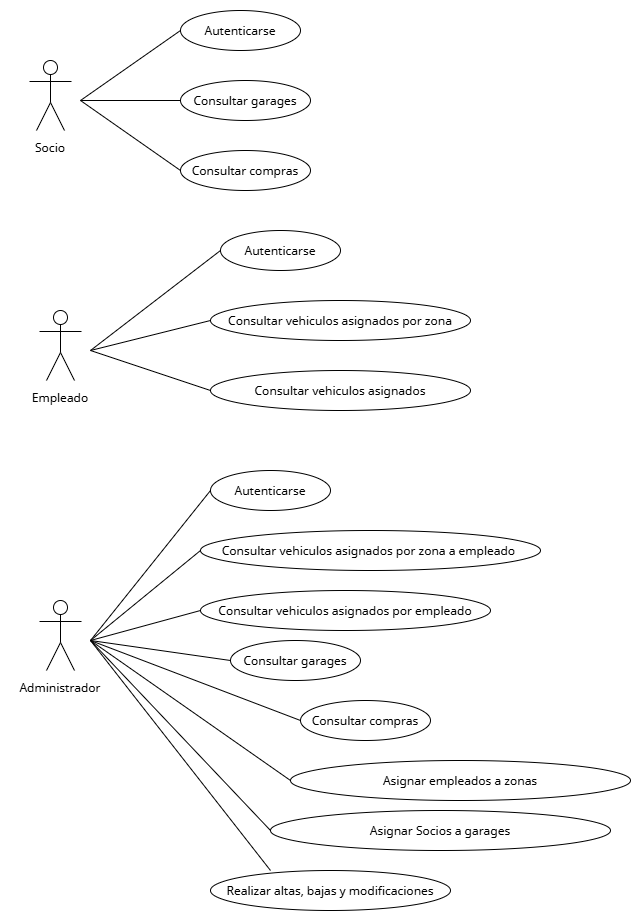 Autenticarse
Consultar garages
Consultar compras
Socio
Autenticarse
Consultar vehiculos asignados por zona
Consultar vehiculos asignados
Empleado
Autenticarse
Consultar vehiculos asignados por zona a empleado
Consultar vehiculos asignados por empleado
Consultar garages
Administrador
Consultar compras
Asignar empleados a zonas
Asignar Socios a garages
Realizar altas, bajas y modificaciones